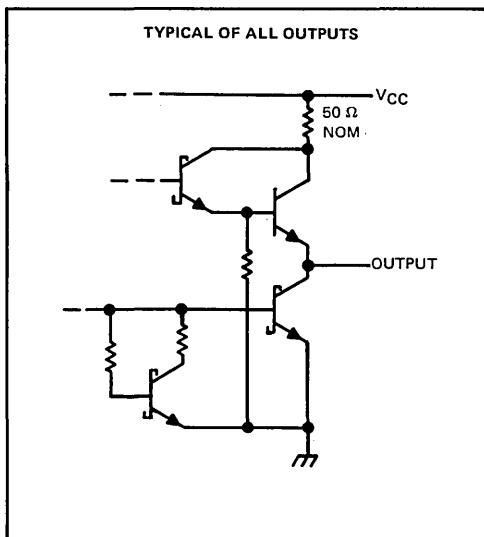 TYPICAL OF ALL OUTPUTS
VCC
50 Ω
NOM
OUTPUT